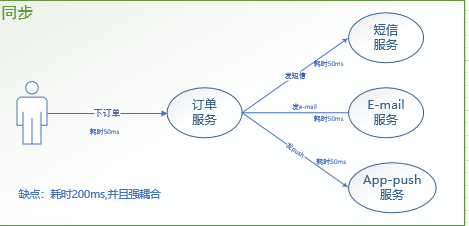 同步
短信
服务
发短信
耗时50ms
下订单
耗时50ms
订单
服务
发e-mail
耗时50ms
E-mail
服务
发push
耗时50ms
App-push
服务
缺点：耗时200ms,并且强耦合